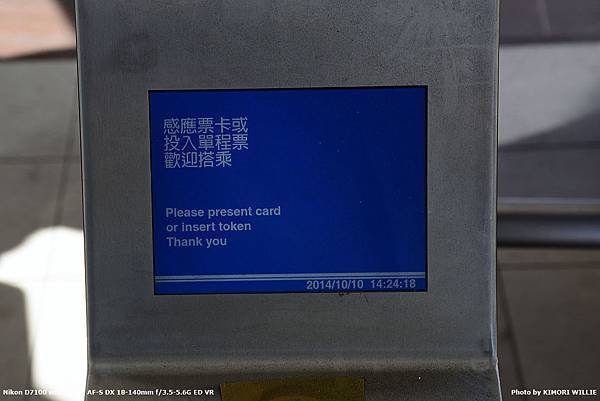 感應票卡或
投入單程票
歡迎搭乘
Please present card
or insert token
Thank you
2014/10/10 14:24:18
Nikon D7100 AF-S DX 18-140mm f/3.5-5.6G ED VR
Photo by KIMORI WILLIE